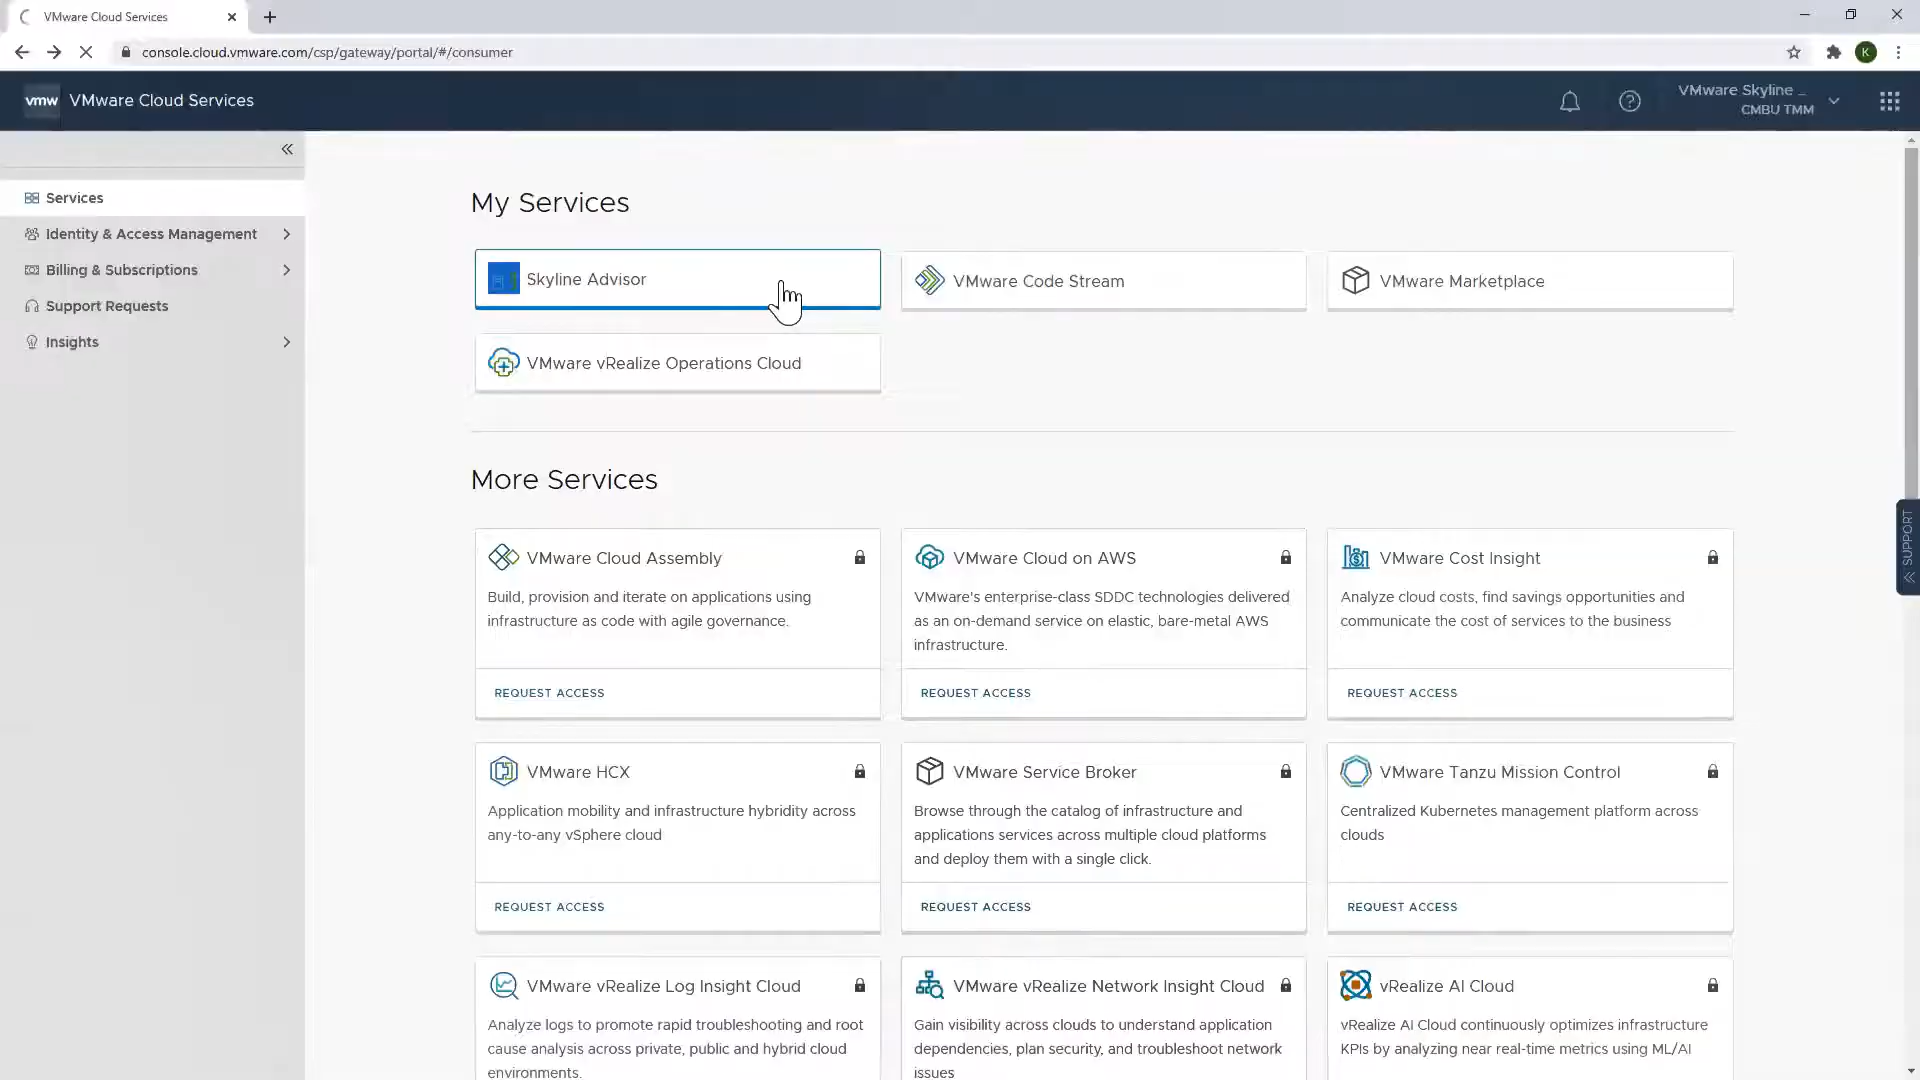 VMware Cloud Services
console.cloud.vmware.com/csp/gateway/portal/#/consumer
K
vmw VMware Cloud Services
VMware Skyline _
CMBU TMM
Services
Identity & Access Management
Billing & Subscriptions
Support Requests
Insights
My Services
Skyline Advisor
VMware Code Stream
VMware Marketplace
VMware vRealize Operations Cloud
More Services
VMware Cloud Assembly
Build, provision and iterate on applications using
infrastructure as code with agile governance.
REQUEST ACCESS
VMware Cloud on AWS
VMware's enterprise-class SDDC technologies delivered
as an on-demand service on elastic, bare-metal AWS
infrastructure.
REQUEST ACCESS
VMware Cost Insight
Analyze cloud costs, find savings opportunities and
communicate the cost of services to the business
REQUEST ACCESS
VMware HCX
Application mobility and infrastructure hybridity across
any-to-any vSphere cloud
REQUEST ACCESS
VMware Service Broker
Browse through the catalog of infrastructure and
applications services across multiple cloud platforms
and deploy them with a single click.
REQUEST ACCESS
VMware Tanzu Mission Control
Centralized Kubernetes management platform across
clouds
REQUEST ACCESS
VMware vRealize Log Insight Cloud
Analyze logs to promote rapid troubleshooting and root
cause analysis across private, public and hybrid cloud
environments.
VMware vRealize Network Insight Cloud
Gain visibility across clouds to understand application
dependencies, plan security, and troubleshoot network
issues
vRealize AI Cloud
vRealize AI Cloud continuously optimizes infrastructure
KPIs by analyzing near real-time metrics using ML/AI
SUPPORT